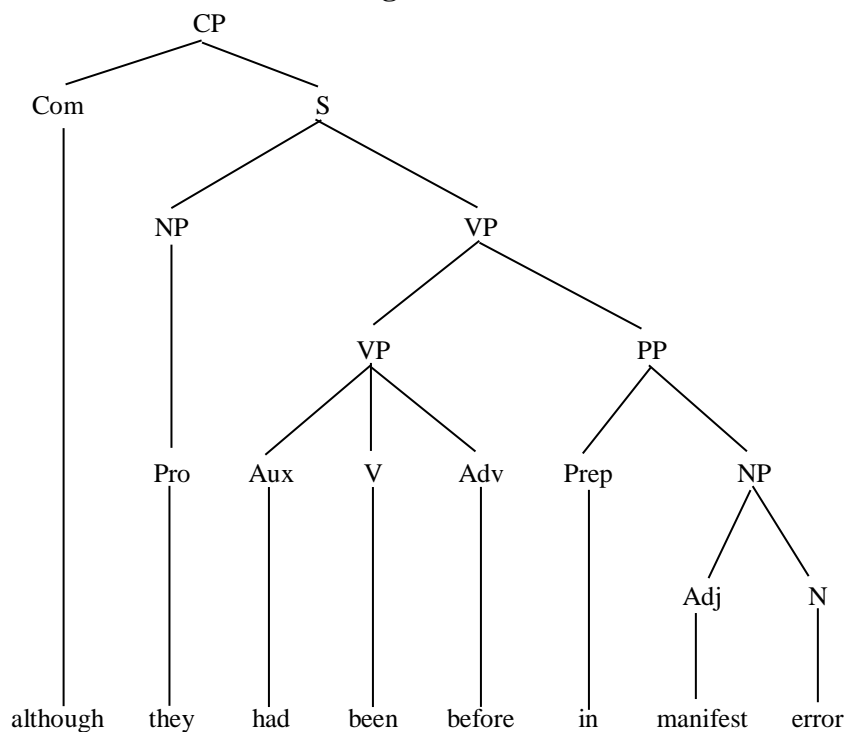 CP
Com S
NP VP
VP PP
Pro Aux V Adv Prep NP
Adj N
although they had been before in manifest error